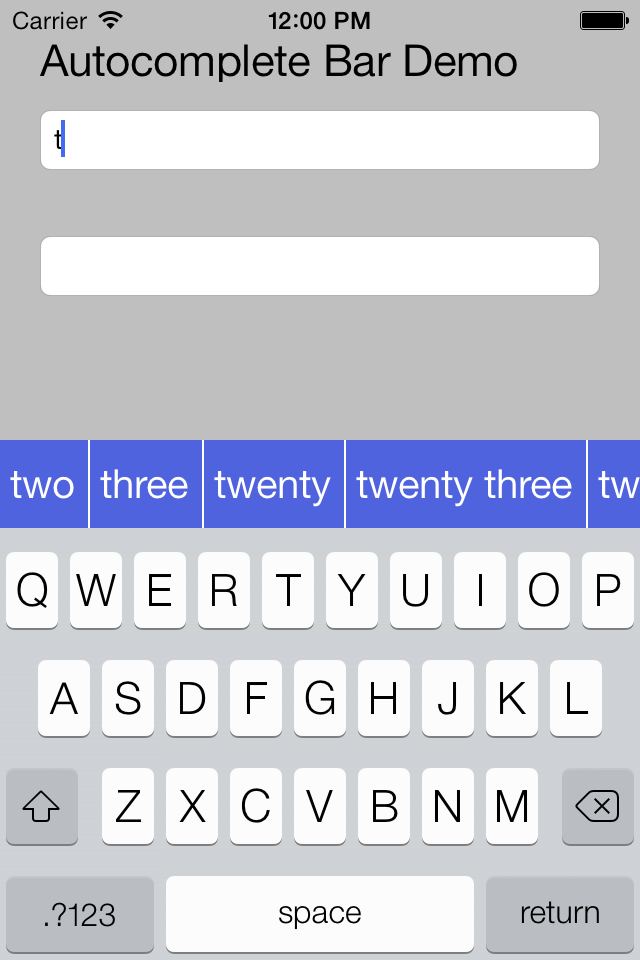 Carrier 12:00 PM
Autocomplete Bar Demo
t
two three twenty twenty three tw
Q W E R T Y U I O P
A S D F G H J K L
Z X C V B N M
.?123 space return